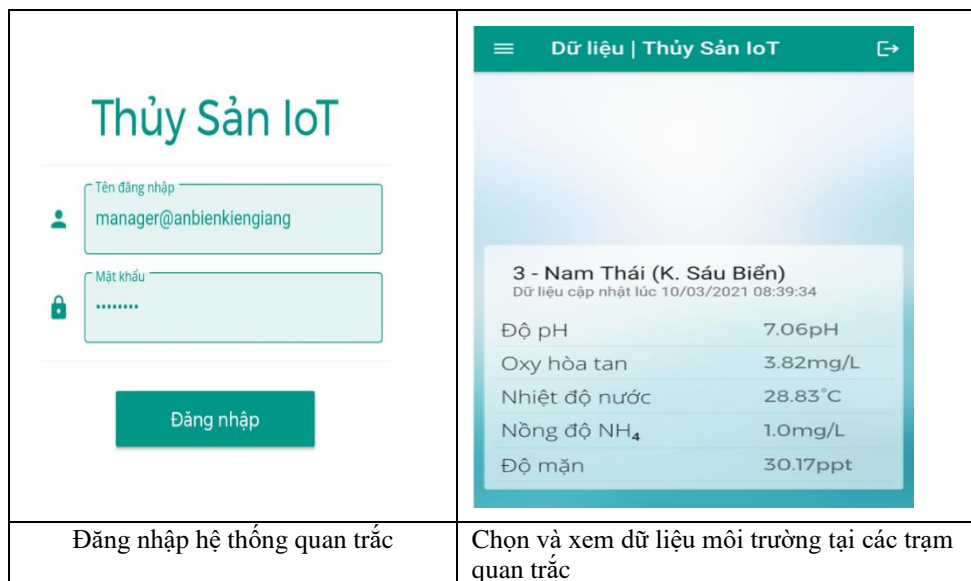 Thủy Sản IoT
Tên đăng nhập
manager@anbienkiengiang
Mật khẩu
••••••••
Đăng nhập
Dữ liệu | Thủy Sản IoT
3 - Nam Thái (K. Sáu Biển)
Dữ liệu cập nhật lúc 10/03/2021 08:39:34
Độ pH 7.06pH
Oxy hòa tan 3.82mg/L
Nhiệt độ nước 28.83°C
Nồng độ NH₄ 1.0mg/L
Độ mặn 30.17ppt
Đăng nhập hệ thống quan trắc
Chọn và xem dữ liệu môi trường tại các trạm
quan trắc